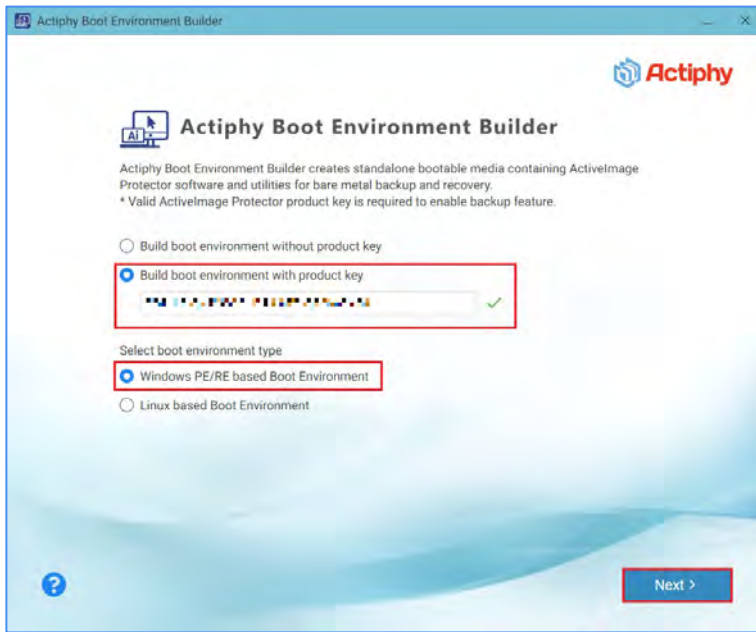 Actiphy Boot Environment Builder
Actiphy
Ai
Actiphy Boot Environment Builder
Actiphy Boot Environment Builder creates standalone bootable media containing ActiveImage
Protector software and utilities for bare metal backup and recovery.
* Valid ActiveImage Protector product key is required to enable backup feature.
Build boot environment without product key
Build boot environment with product key
Select boot environment type
Windows PE/RE based Boot Environment
Linux based Boot Environment
?
Next >